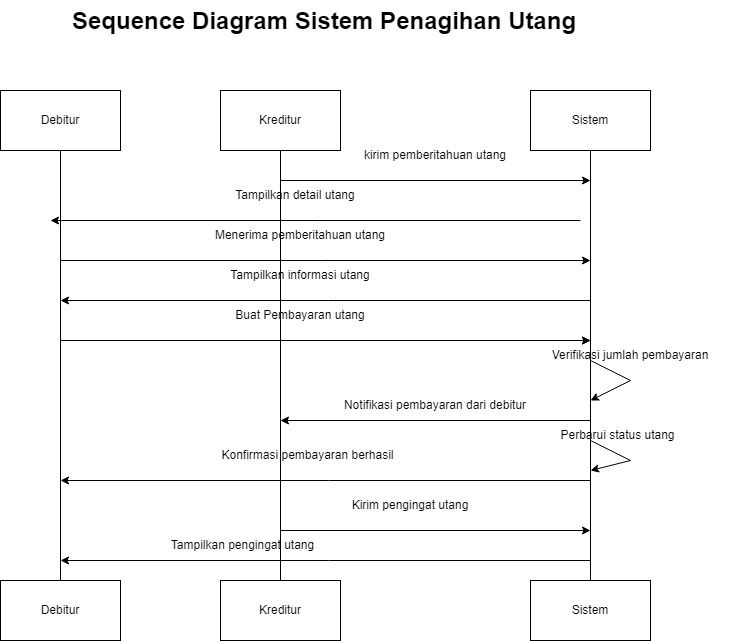 Sequence Diagram Sistem Penagihan Utang
Debitur
Kreditur
Sistem
kirim pemberitahuan utang
Tampilkan detail utang
Menerima pemberitahuan utang
Tampilkan informasi utang
Buat Pembayaran utang
Verifikasi jumlah pembayaran
Notifikasi pembayaran dari debitur
Perbarui status utang
Konfirmasi pembayaran berhasil
Kirim pengingat utang
Tampilkan pengingat utang
Debitur
Kreditur
Sistem